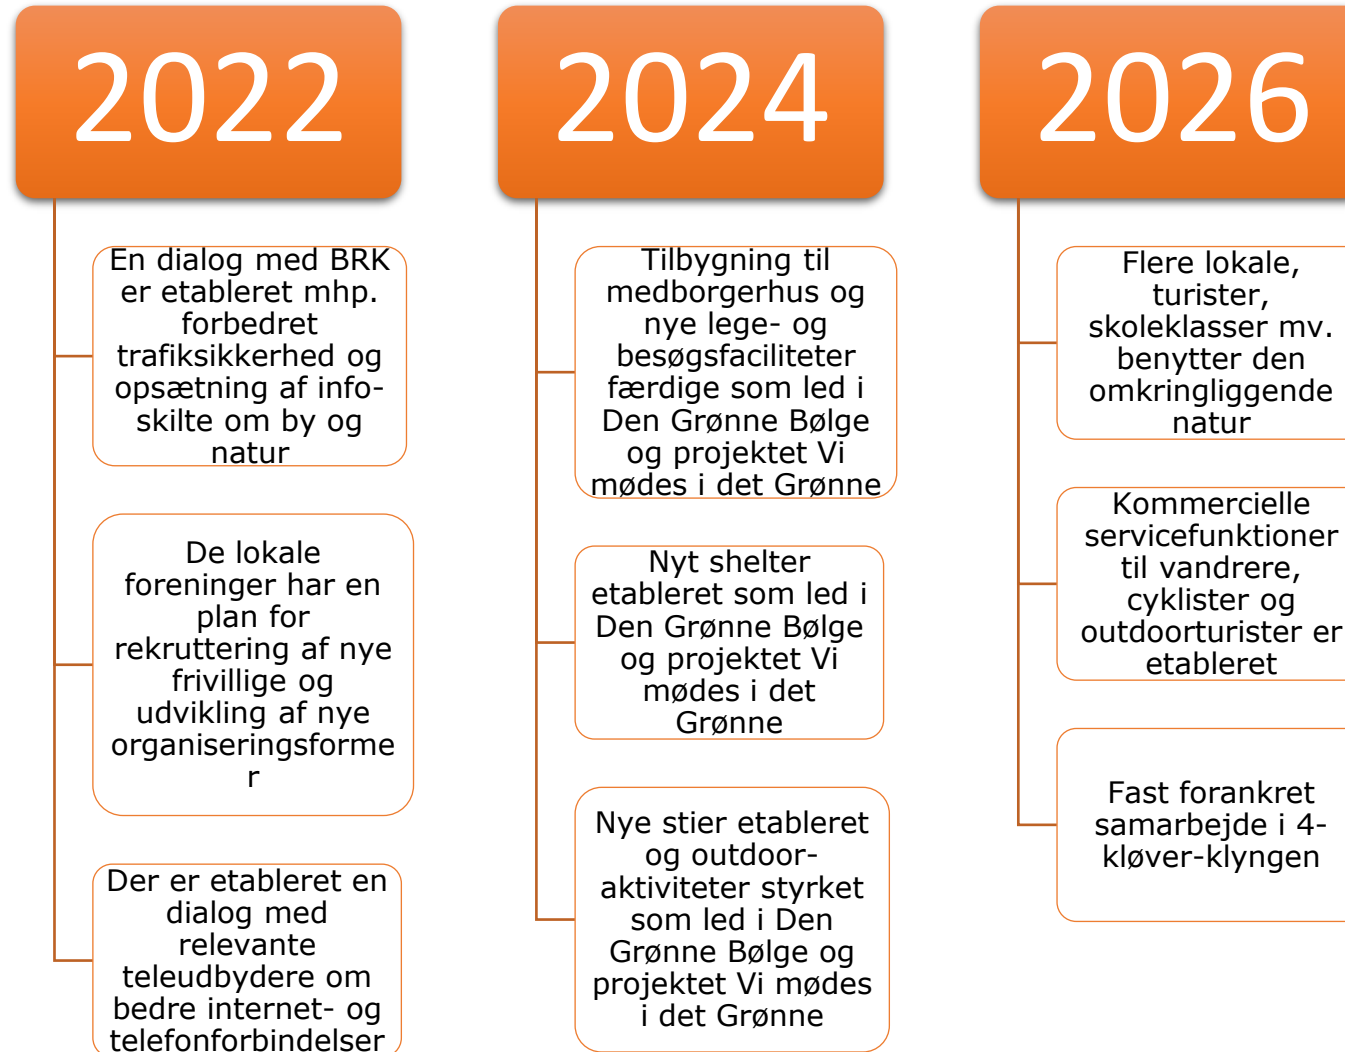 2022
En dialog med BRK
er etableret mhp.
forbedret
trafiksikkerhed og
opsætning af info-
skilte om by og
natur
De lokale
foreninger har en
plan for
rekruttering af nye
frivillige og
udvikling af nye
organiseringsforme
r
Der er etableret en
dialog med
relevante
teleudbydere om
bedre internet- og
telefonforbindelser
2024
Tilbygning til
medborgerhus og
nye lege- og
besøgsfaciliteter
færdige som led i
Den Grønne Bølge
og projektet Vi
mødes i det Grønne
Nyt shelter
etableret som led i
Den Grønne Bølge
og projektet Vi
mødes i det
Grønne
Nye stier etableret
og outdoor-
aktiviteter styrket
som led i Den
Grønne Bølge og
projektet Vi mødes
i det Grønne
2026
Flere lokale,
turister,
skoleklasser mv.
benytter den
omkringliggende
natur
Kommercielle
servicefunktioner
til vandrere,
cyklister og
outdoorturister er
etableret
Fast forankret
samarbejde i 4-
kløver-klyngen